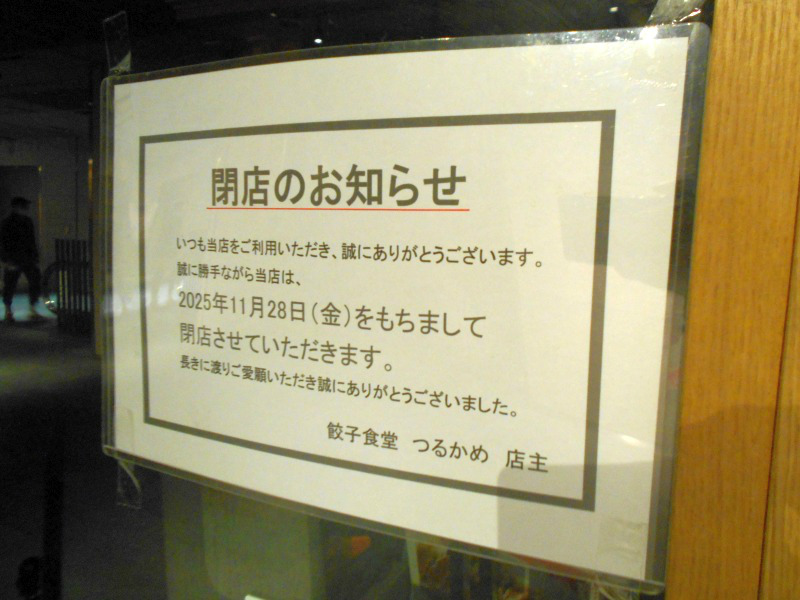 閉店のお知らせ
いつも当店をご利用いただき、誠にありがとうございます。
誠に勝手ながら当店は、
2025年11月28日(金)をもちまして
閉店させていただきます。
長きに渡りご愛願いただき誠にありがとうございました。
餃子食堂 つるかめ 店主